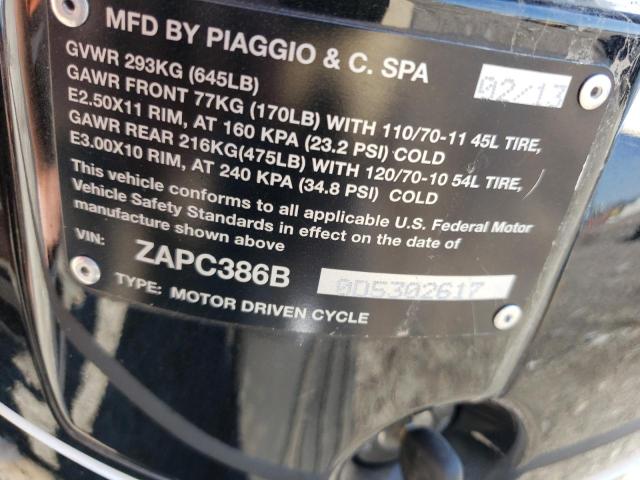 MFD BY PIAGGIO & C. SPA 02/13
GVWR 293KG (645LB)
GAWR FRONT 77KG (170LB) WITH 110/70-11 45L TIRE,
E2.50X11 RIM, AT 160 KPA (23.2 PSI) COLD
GAWR REAR 216KG(475LB) WITH 120/70-10 54L TIRE,
E3.00X10 RIM, AT 240 KPA (34.8 PSI) COLD
This vehicle conforms to all applicable U.S. Federal Motor
Vehicle Safety Standards in effect on the date of
manufacture shown above
VIN: ZAPC386B 0D5302617
TYPE: MOTOR DRIVEN CYCLE